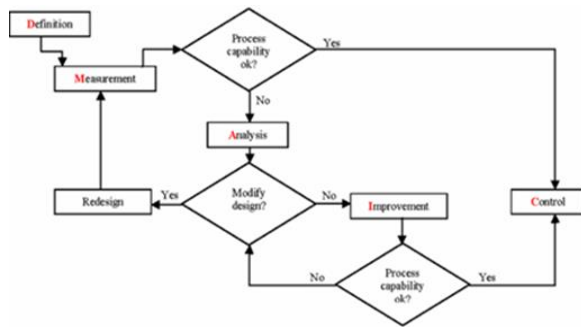 Definition
Measurement
Process
capability
ok?
Yes
No
Analysis
Modify
design?
Yes
Redesign
No
Improvement
Control
Process
capability
ok?
No
Yes